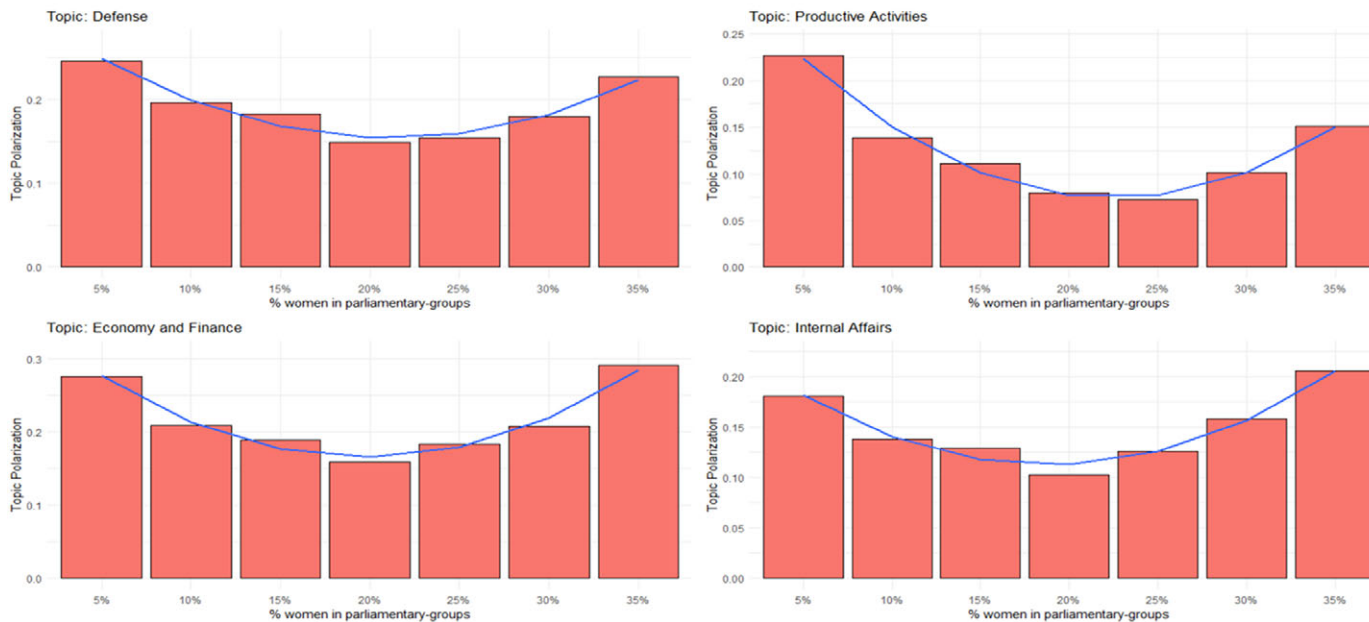 Topic: Defense
Topic Polarization
0.2
0.1
0.0
5% 10% 15% 20% 25% 30% 35%
% women in parliamentary-groups
Topic: Productive Activities
Topic Polarization
0.25
0.20
0.15
0.10
0.05
0.00
5% 10% 15% 20% 25% 30% 35%
% women in parliamentary-groups
Topic: Economy and Finance
Topic Polarization
0.3
0.2
0.1
0.0
5% 10% 15% 20% 25% 30% 35%
% women in parliamentary-groups
Topic: Internal Affairs
Topic Polarization
0.20
0.15
0.10
0.05
0.00
5% 10% 15% 20% 25% 30% 35%
% women in parliamentary-groups